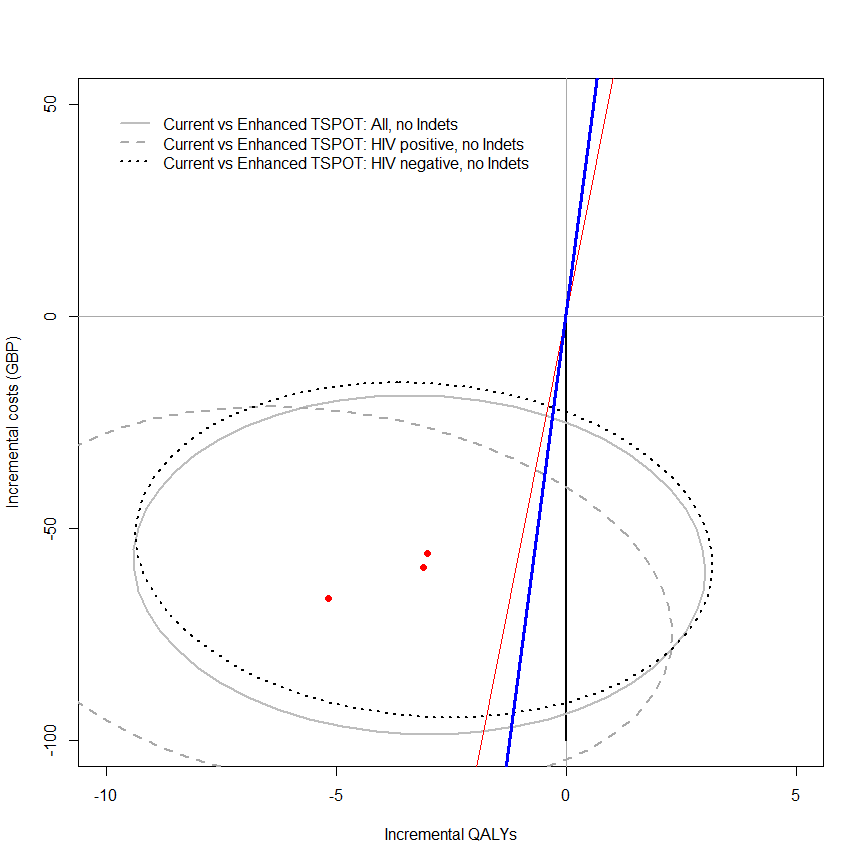 50
Current vs Enhanced TSPOT: All, no Indets
Current vs Enhanced TSPOT: HIV positive, no Indets
Current vs Enhanced TSPOT: HIV negative, no Indets
0
Incremental costs (GBP)
-50
-100
-10 -5 0 5
Incremental QALYs